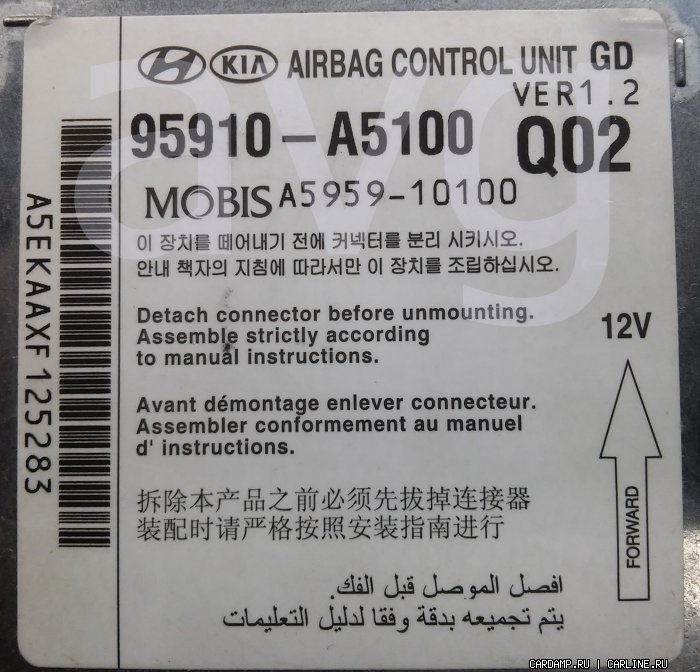 HYUNDAI KIA AIRBAG CONTROL UNIT GD
VER1.2
95910-A5100 Q02
MOBIS A5959-10100
이 장치를 떼어내기 전에 커넥터를 분리 시키시오.
안내 책자의 지침에 따라서만 이 장치를 조립하십시오.
Detach connector before unmounting.
Assemble strictly according
to manual instructions.
12V
Avant démontage enlever connecteur.
Assembler conformement au manuel
d' instructions.
FORWARD
拆除本产品之前必须先拔掉连接器
装配时请严格按照安装指南进行
افصل الموصل قبل الفك.
يتم تجميعه بدقة وفقا لدليل التعليمات
A5EKAAXF125283
avg
CARDAMP.RU | CARLINE.RU